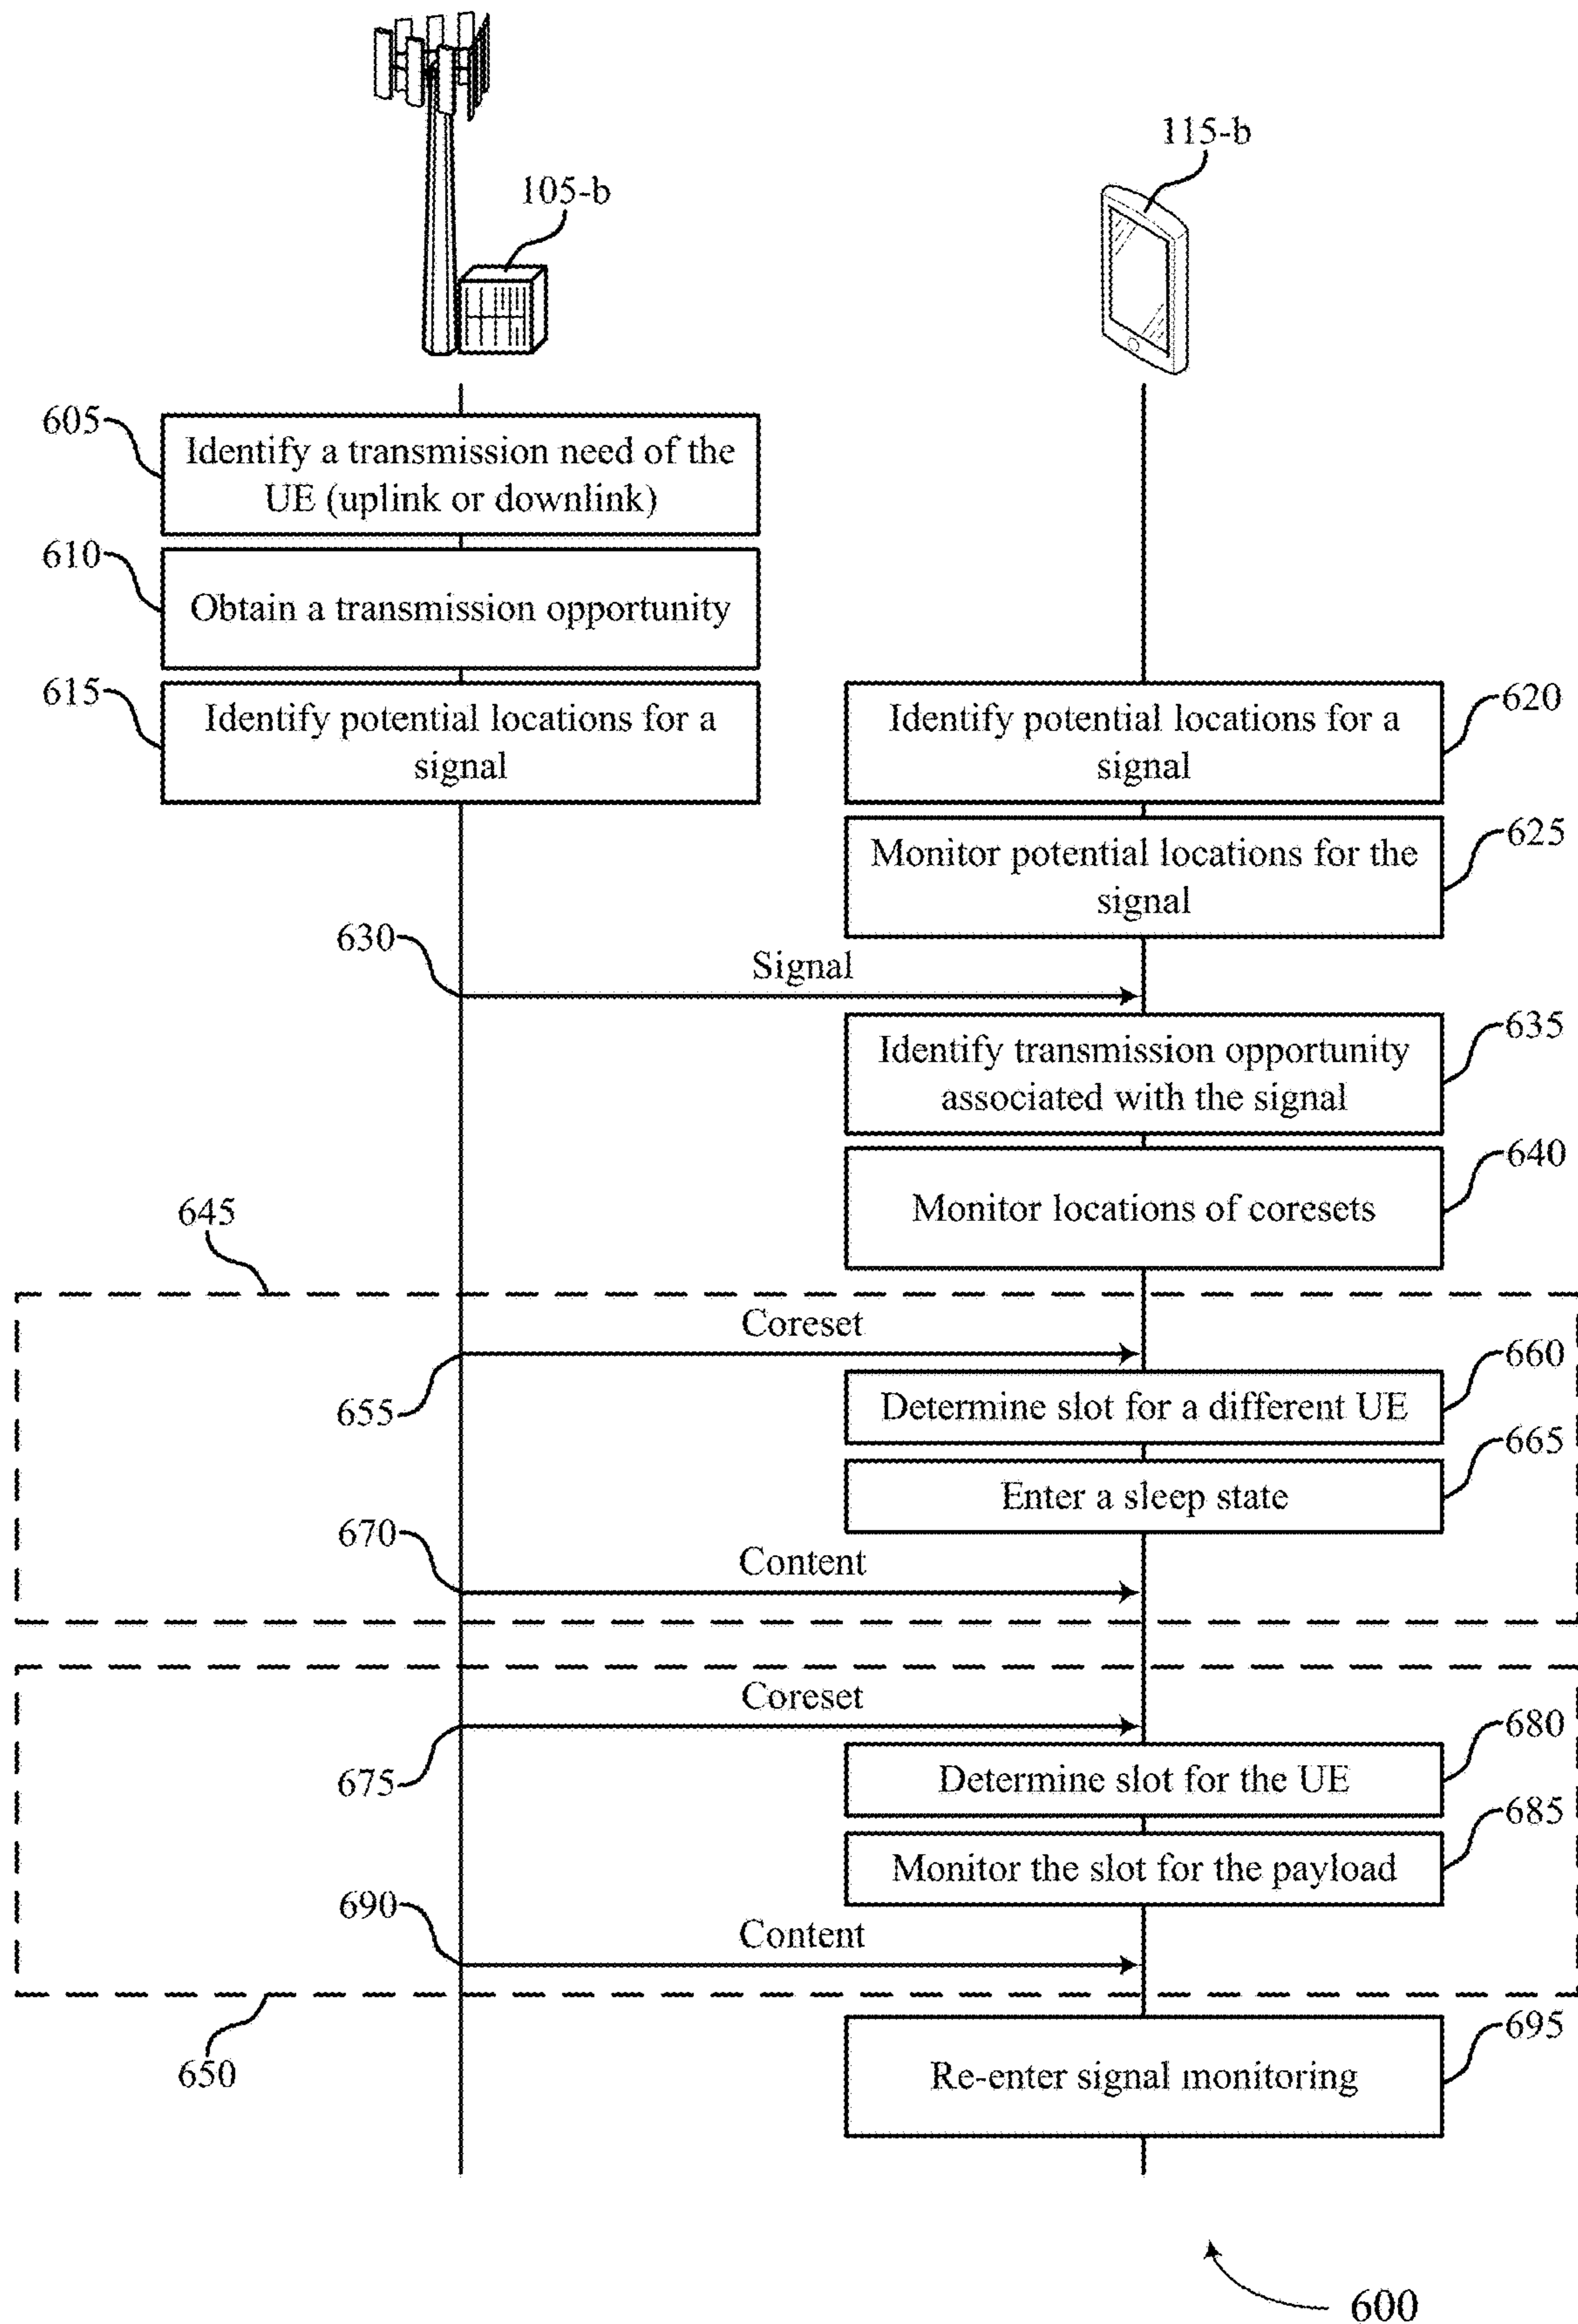 115-b
105-b
605
Identify a transmission need of the
UE (uplink or downlink)
610
Obtain a transmission opportunity
615
Identify potential locations for a
signal
620
Identify potential locations for a
signal
625
Monitor potential locations for the
signal
630
Signal
635
Identify transmission opportunity
associated with the signal
640
Monitor locations of coresets
645
Coreset
655
660
Determine slot for a different UE
665
Enter a sleep state
670
Content
Coreset
675
680
Determine slot for the UE
685
Monitor the slot for the payload
690
Content
650
695
Re-enter signal monitoring
600